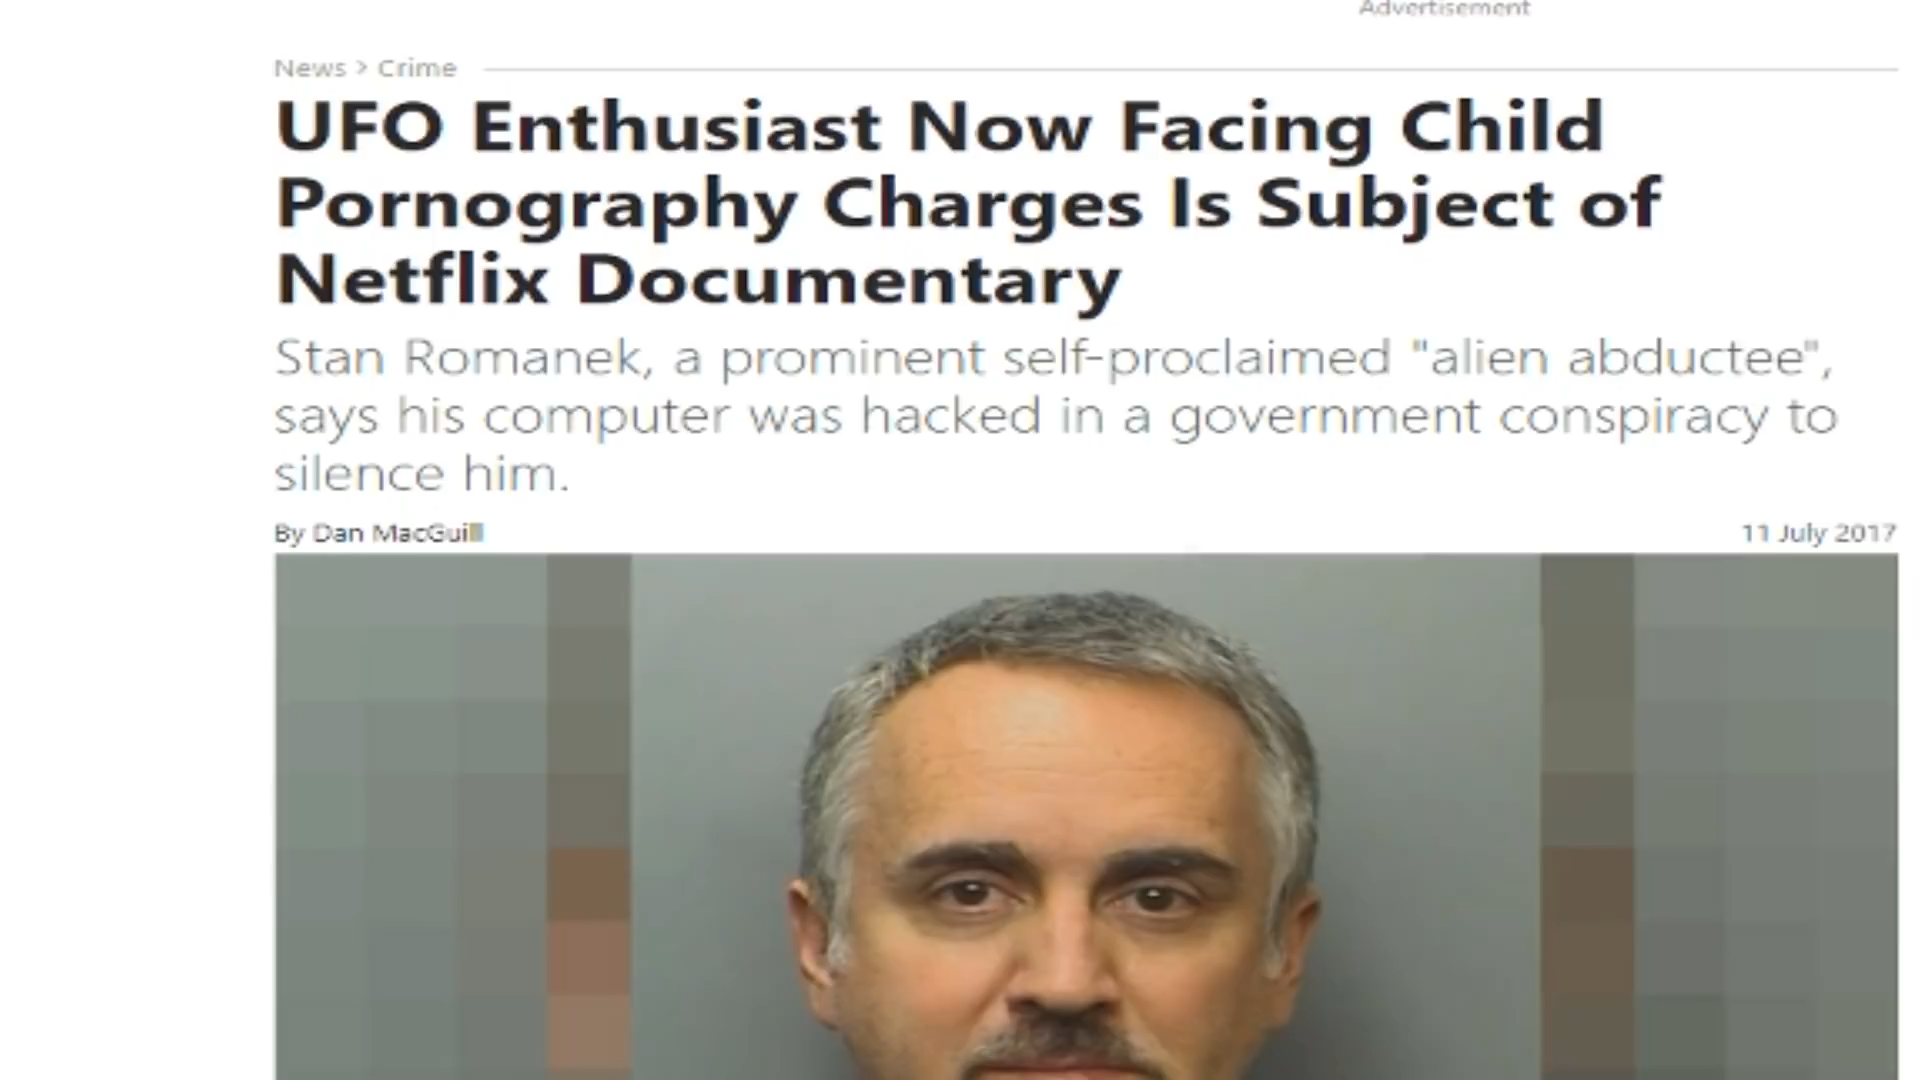 Advertisement
News > Crime
UFO Enthusiast Now Facing Child
Pornography Charges Is Subject of
Netflix Documentary
Stan Romanek, a prominent self-proclaimed "alien abductee",
says his computer was hacked in a government conspiracy to
silence him.
By Dan MacGuill
11 July 2017